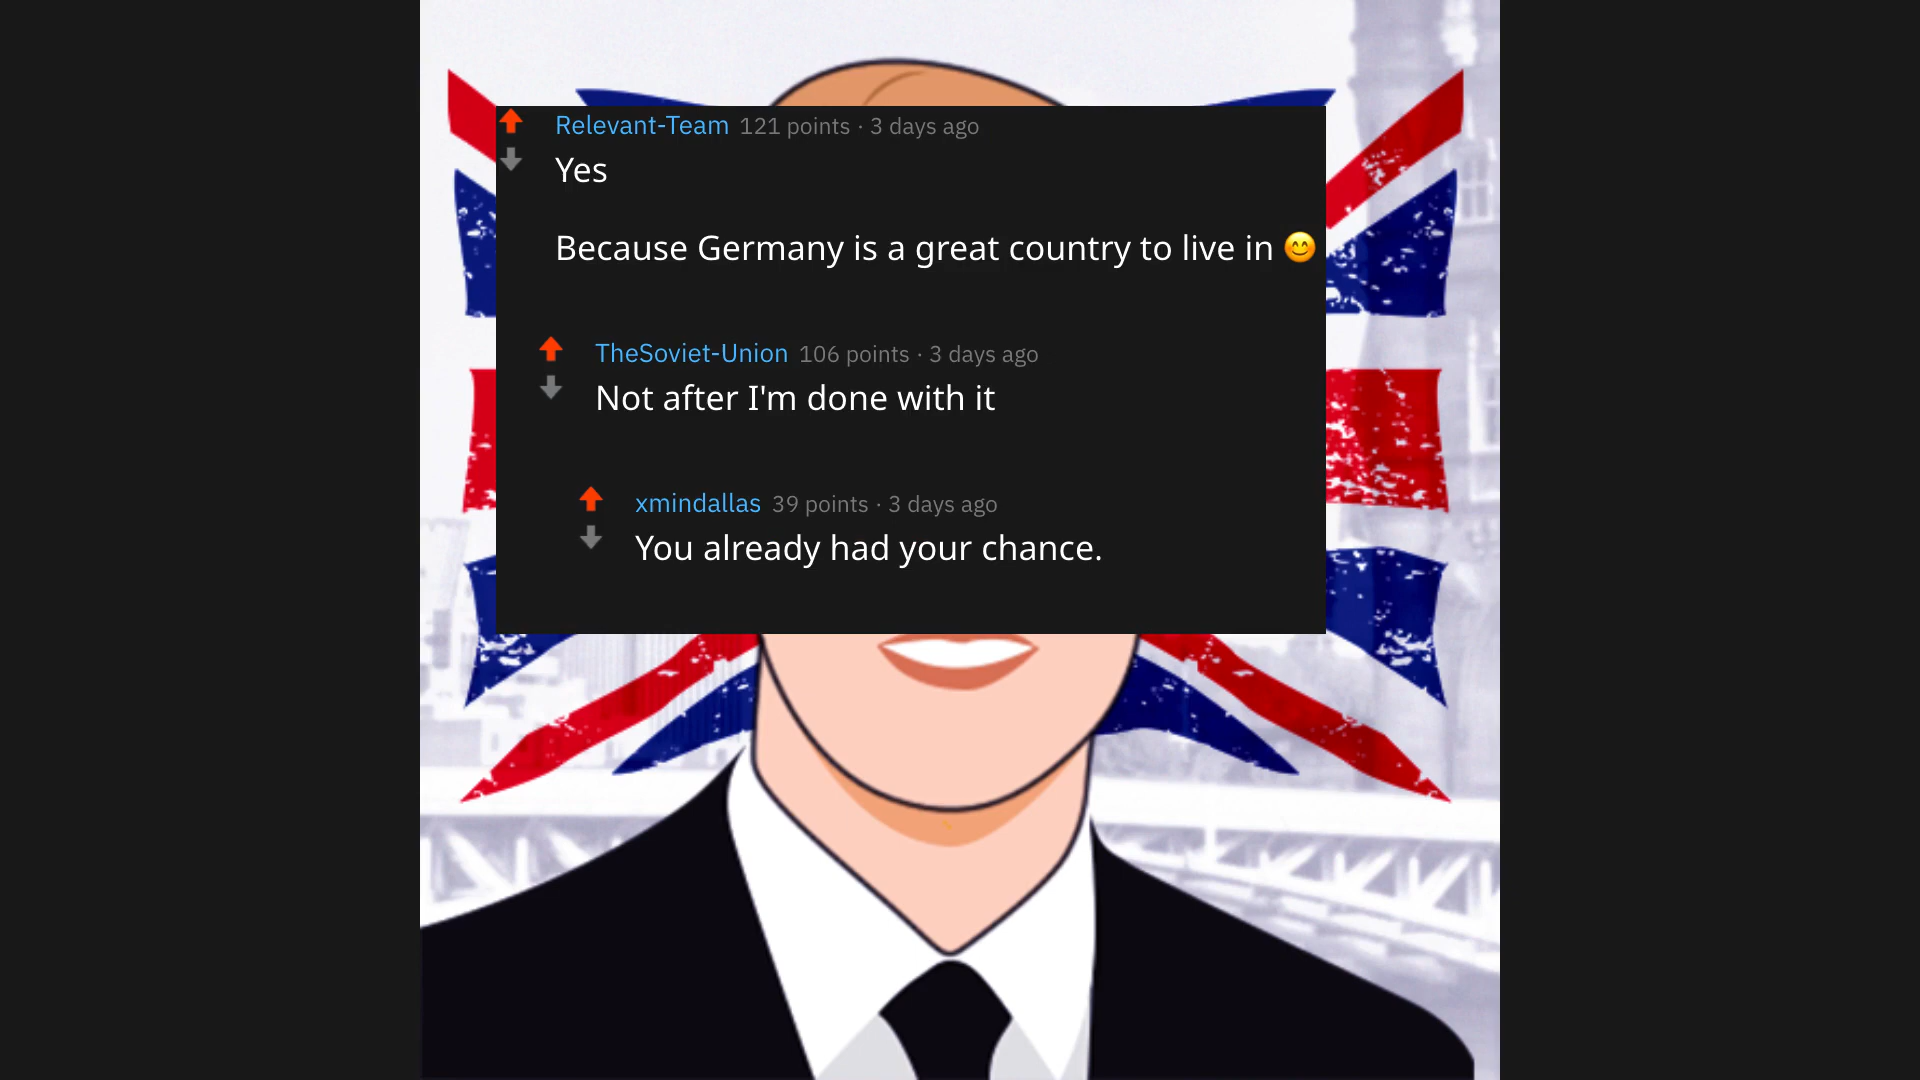 Relevant-Team 121 points · 3 days ago
Yes
Because Germany is a great country to live in 😊
TheSoviet-Union 106 points · 3 days ago
Not after I'm done with it
xmindallas 39 points · 3 days ago
You already had your chance.